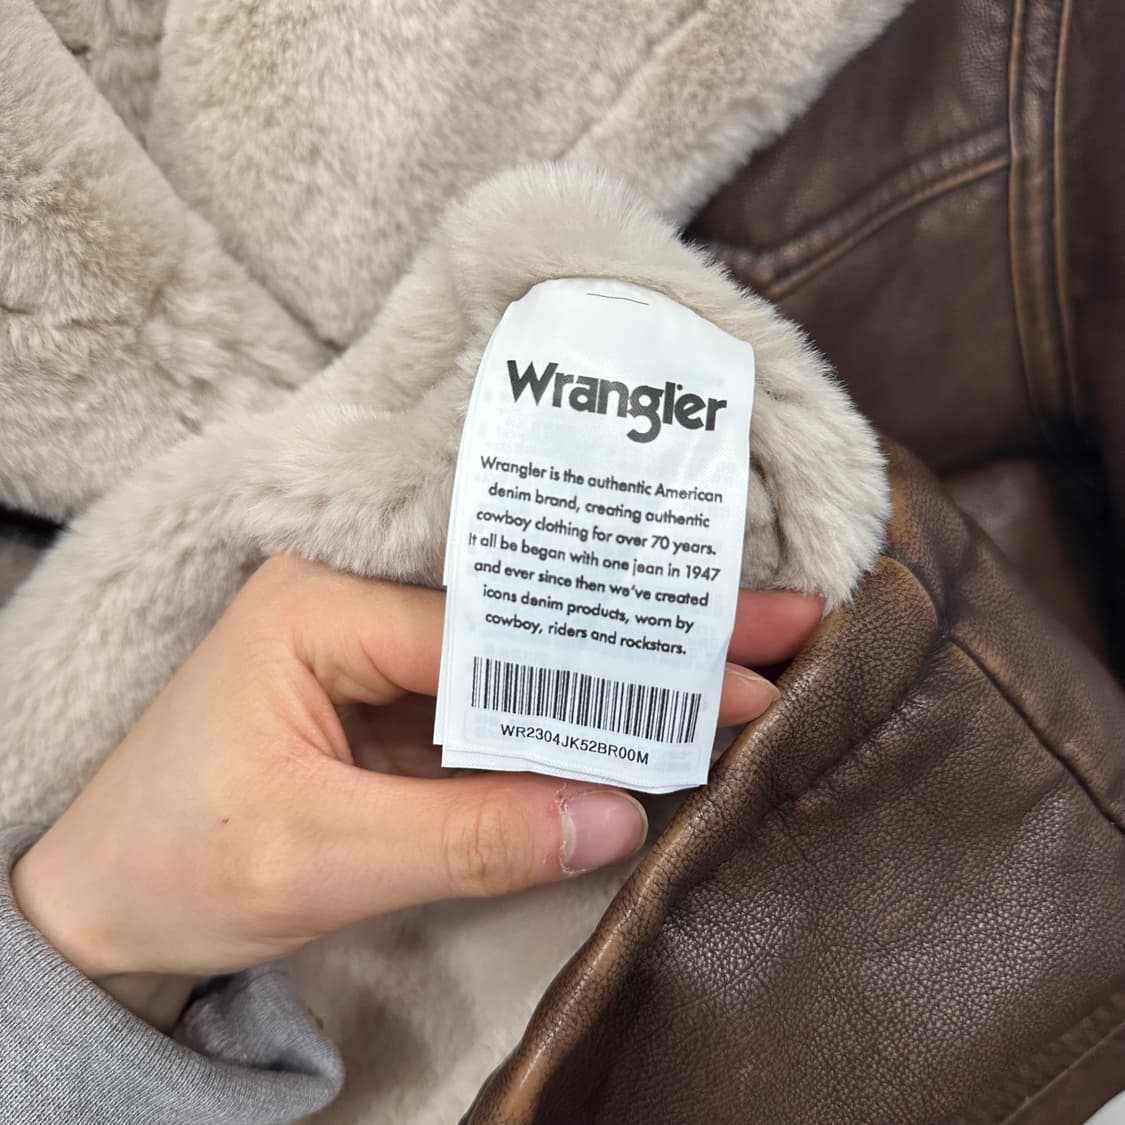 Wrangler
Wrangler is the authentic American
denim brand, creating authentic
cowboy clothing for over 70 years.
It all be began with one jean in 1947
and ever since then we've created
icons denim products, worn by
cowboy, riders and rockstars.
WR2304JK52BR00M